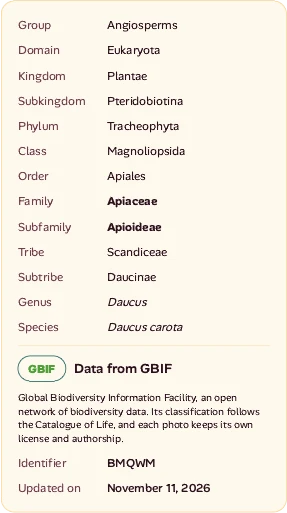 Group Angiosperms
Domain Eukaryota
Kingdom Plantae
Subkingdom Pteridobiotina
Phylum Tracheophyta
Class Magnoliopsida
Order Apiales
Family Apiaceae
Subfamily Apioideae
Tribe Scandiceae
Subtribe Daucinae
Genus Daucus
Species Daucus carota
GBIF Data from GBIF
Global Biodiversity Information Facility, an open
network of biodiversity data. Its classification follows
the Catalogue of Life, and each photo keeps its own
license and authorship.
Identifier BMQWM
Updated on November 11, 2026